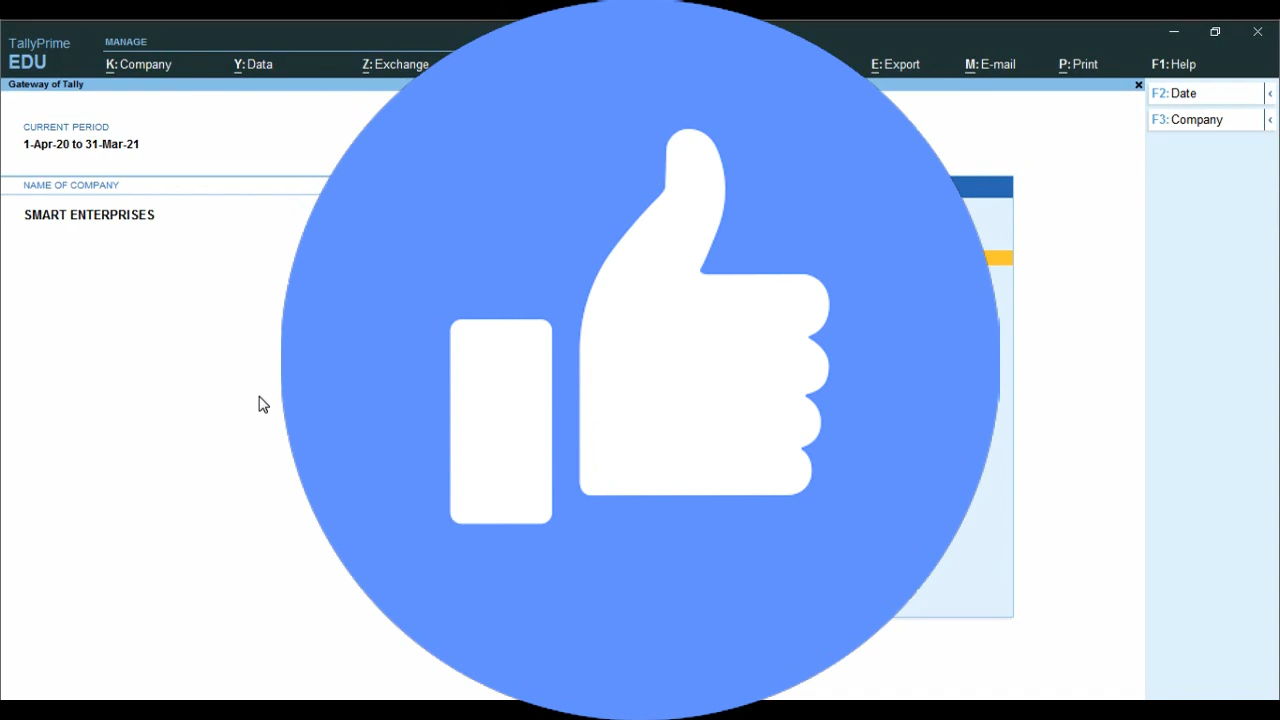 TallyPrime
EDU
MANAGE
K: Company
Y: Data
Z: Exchange
E: Export
M: E-mail
P: Print
F1: Help
Gateway of Tally
F2: Date
F3: Company
CURRENT PERIOD
1-Apr-20 to 31-Mar-21
NAME OF COMPANY
SMART ENTERPRISES